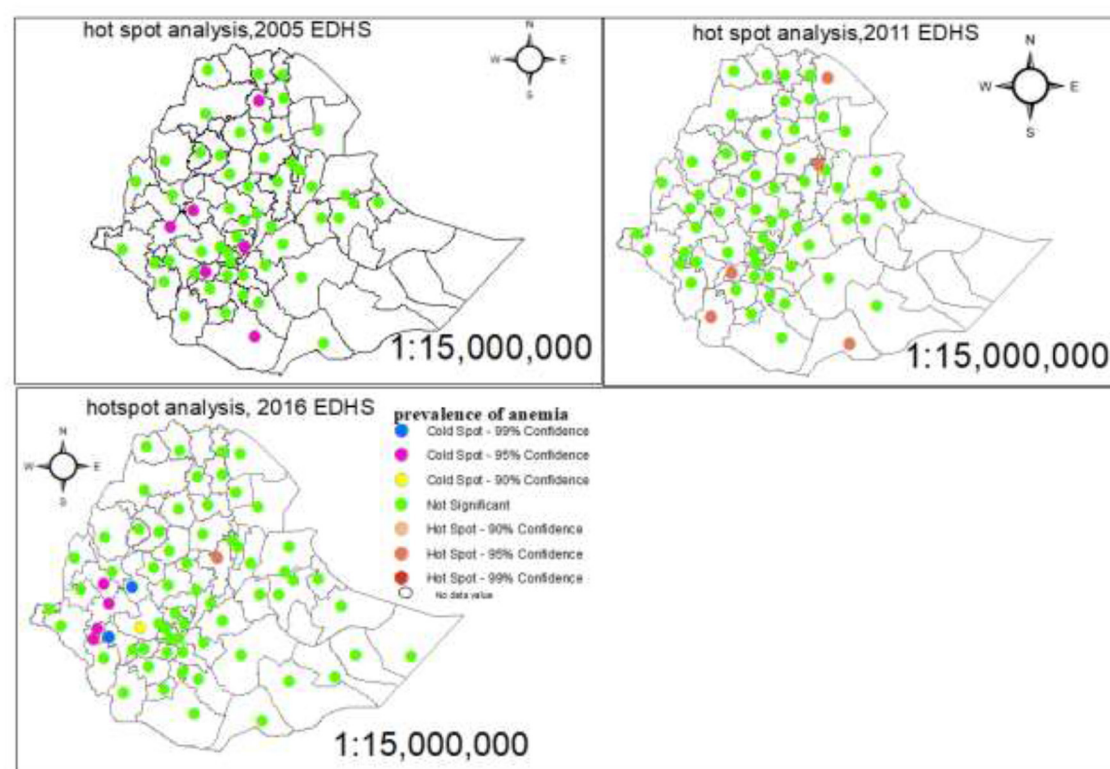 hot spot analysis,2005 EDHS
N
W
E
S
1:15,000,000
hot spot analysis,2011 EDHS
N
W
E
S
1:15,000,000
hotspot analysis, 2016 EDHS
N
W
E
S
prevalence of anemia
Cold Spot - 99% Confidence
Cold Spot - 95% Confidence
Cold Spot - 90% Confidence
Not Significant
Hot Spot - 90% Confidence
Hot Spot - 95% Confidence
Hot Spot - 99% Confidence
No data value
1:15,000,000